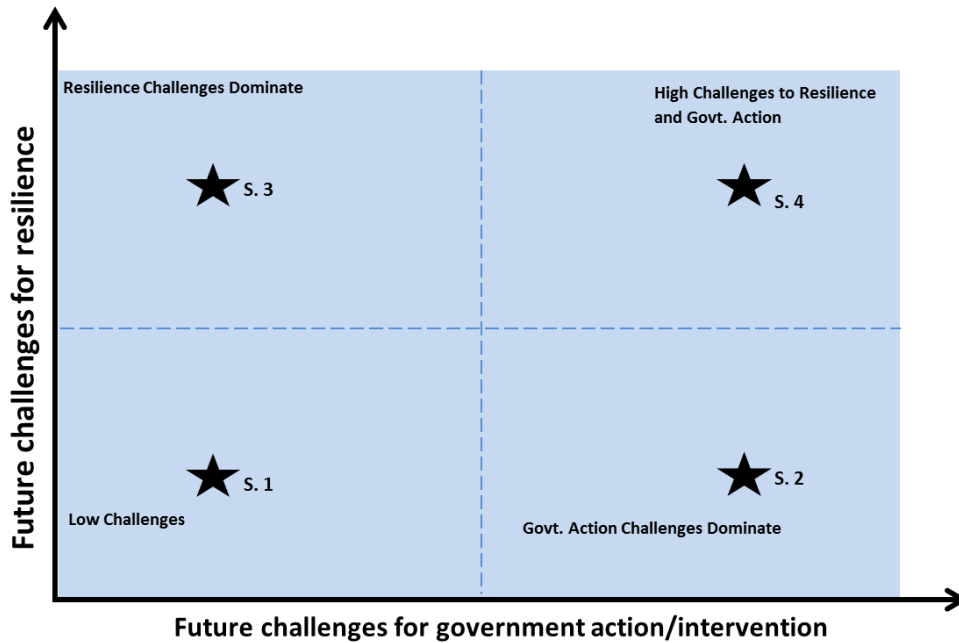 Future challenges for resilience
Resilience Challenges Dominate
High Challenges to Resilience
and Govt. Action
S. 3
S. 4
S. 1
S. 2
Low Challenges
Govt. Action Challenges Dominate
Future challenges for government action/intervention